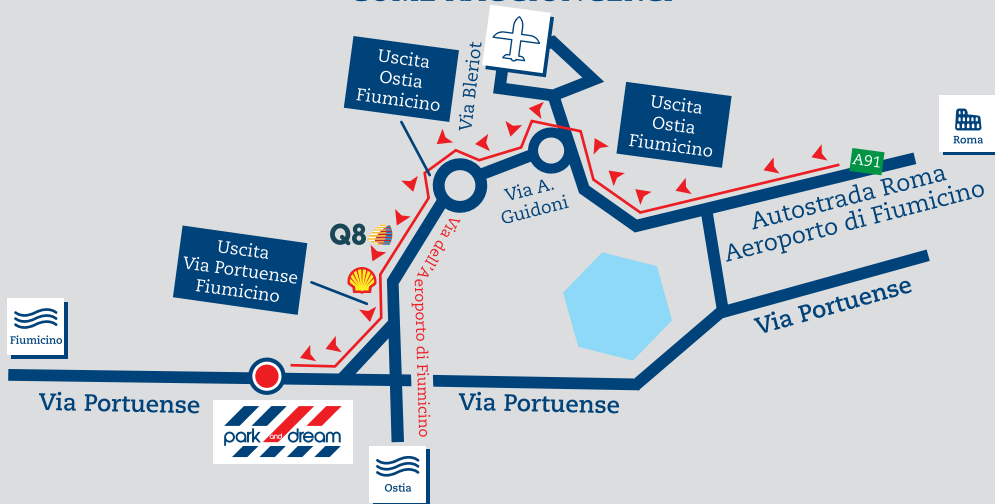 Uscita
Ostia
Fiumicino
Via Bleriot
Uscita
Ostia
Fiumicino
Roma
A91
Via A.
Guidoni
Autostrada Roma
Aeroporto di Fiumicino
Q8
Uscita
Via Portuense
Fiumicino
Via dell'Aeroporto di Fiumicino
Via Portuense
Fiumicino
Via Portuense
Via Portuense
park and dream
Ostia